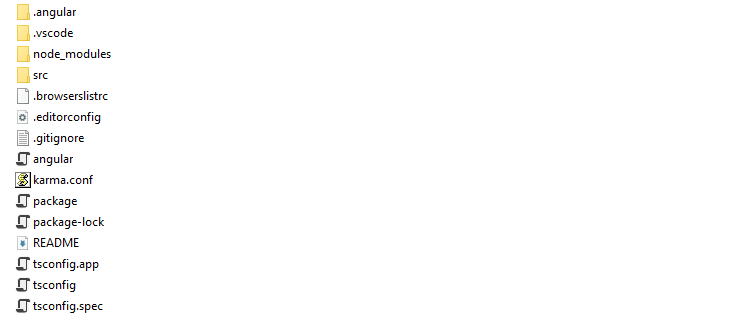 .angular
.vscode
node_modules
src
.browserslistrc
.editorconfig
.gitignore
angular
karma.conf
package
package-lock
README
tsconfig.app
tsconfig
tsconfig.spec